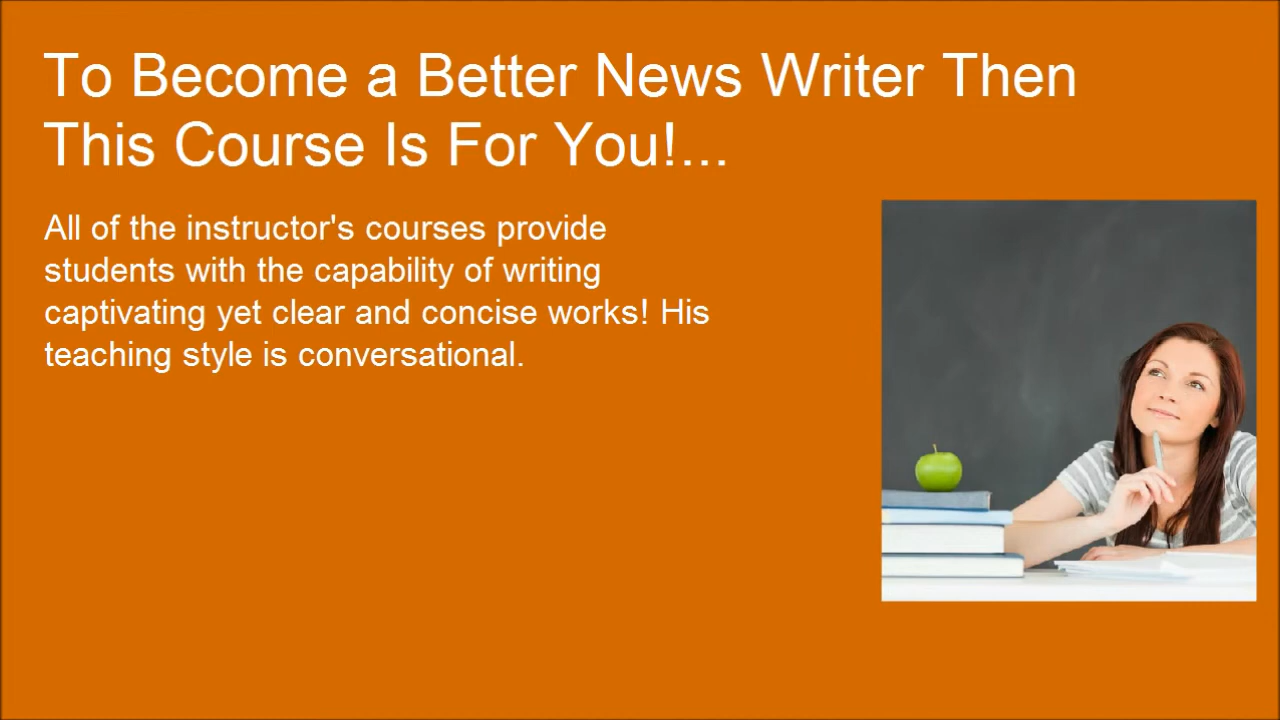 To Become a Better News Writer Then
This Course Is For You!...
All of the instructor's courses provide
students with the capability of writing
captivating yet clear and concise works! His
teaching style is conversational.